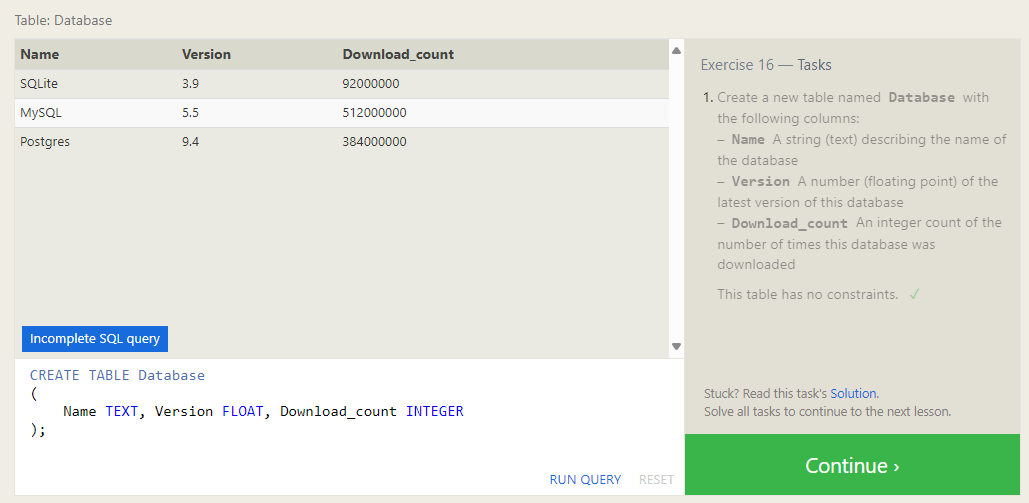 Table: Database
Name Version Download_count
SQLite 3.9 92000000
MySQL 5.5 512000000
Postgres 9.4 384000000
Incomplete SQL query
CREATE TABLE Database
(
Name TEXT, Version FLOAT, Download_count INTEGER
);
RUN QUERY RESET
Exercise 16 — Tasks
1. Create a new table named Database with
the following columns:
– Name A string (text) describing the name of
the database
– Version A number (floating point) of the
latest version of this database
– Download_count An integer count of the
number of times this database was
downloaded
This table has no constraints. ✓
Stuck? Read this task's Solution.
Solve all tasks to continue to the next lesson.
Continue ›